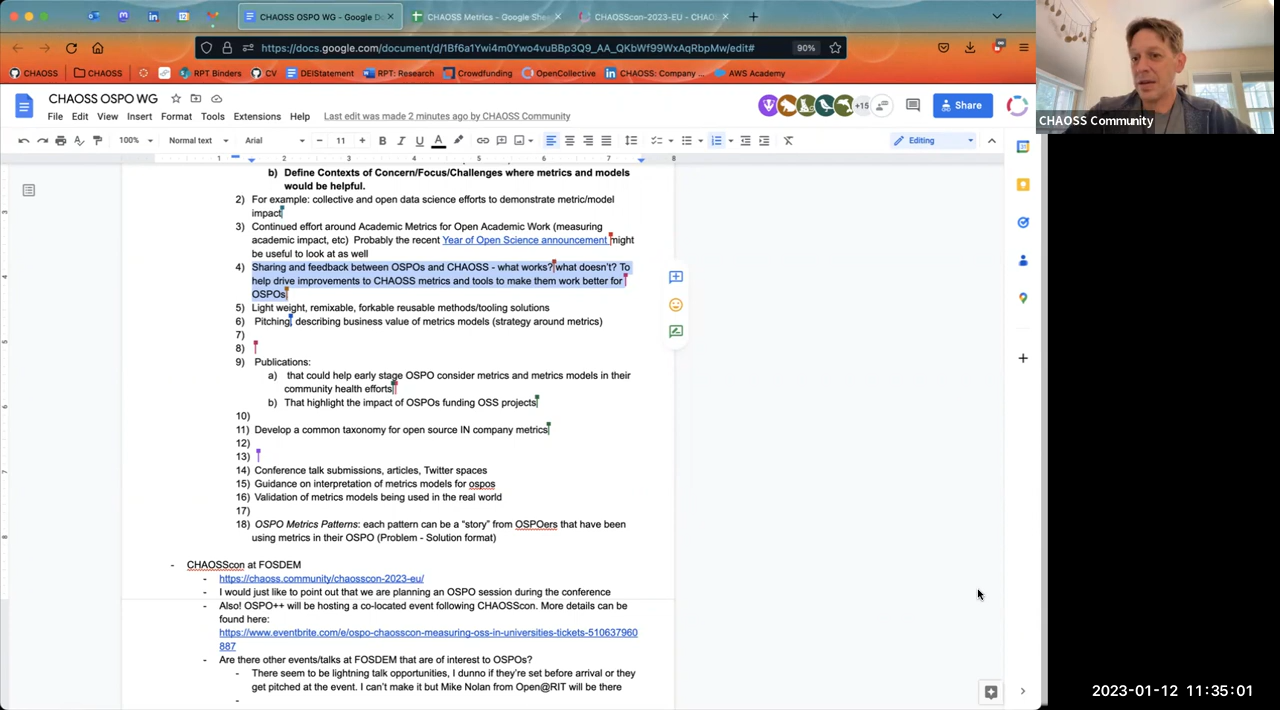 CHAOSS OSPO WG - Google D
CHAOSS Metrics - Google She
CHAOSScon-2023-EU - CHAO
https://docs.google.com/document/d/1Bf6a1Ywi4m0Ywo4vuBBp3Q9_AA_QKbWf99WxAqRbpMw/edit#
90%
CHAOSS
CHAOSS
RPT Binders
CV
DEIStatement
RPT: Research
Crowdfunding
OpenCollective
CHAOSS: Company ...
AWS Academy
CHAOSS OSPO WG
+15
Share
File Edit View Insert Format Tools Extensions Help Last edit was made 2 minutes ago by CHAOSS Community
100% Normal text Arial 11 B I U A Editing
1 2 3 4 5 6 7 8
b) Define Contexts of Concern/Focus/Challenges where metrics and models
would be helpful.
2) For example: collective and open data science efforts to demonstrate metric/model
impact
3) Continued effort around Academic Metrics for Open Academic Work (measuring
academic impact, etc) Probably the recent Year of Open Science announcement might
be useful to look at as well
4) Sharing and feedback between OSPOs and CHAOSS - what works? what doesn't? To
help drive improvements to CHAOSS metrics and tools to make them work better for
OSPOs
5) Light weight, remixable, forkable reusable methods/tooling solutions
6) Pitching, describing business value of metrics models (strategy around metrics)
7)
8)
9) Publications:
a) that could help early stage OSPO consider metrics and metrics models in their
community health efforts
b) That highlight the impact of OSPOs funding OSS projects
10)
11) Develop a common taxonomy for open source IN company metrics
12)
13)
14) Conference talk submissions, articles, Twitter spaces
15) Guidance on interpretation of metrics models for ospos
16) Validation of metrics models being used in the real world
17)
18) OSPO Metrics Patterns: each pattern can be a "story" from OSPOers that have been
using metrics in their OSPO (Problem - Solution format)
- CHAOSScon at FOSDEM
- https://chaoss.community/chaosscon-2023-eu/
- I would just like to point out that we are planning an OSPO session during the conference
- Also! OSPO++ will be hosting a co-located event following CHAOSScon. More details can be
found here:
https://www.eventbrite.com/e/ospo-chaosscon-measuring-oss-in-universities-tickets-510637960
887
- Are there other events/talks at FOSDEM that are of interest to OSPOs?
- There seem to be lightning talk opportunities, I dunno if they're set before arrival or they
get pitched at the event. I can't make it but Mike Nolan from Open@RIT will be there
-
CHAOSS Community
2023-01-12 11:35:01